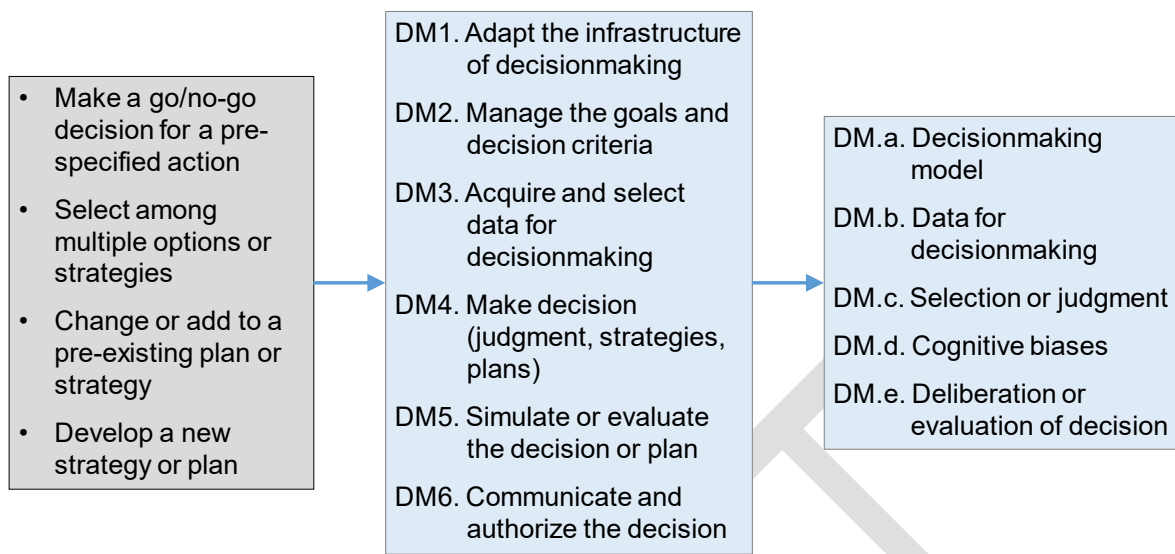 • Make a go/no-go
decision for a pre-
specified action
• Select among
multiple options or
strategies
• Change or add to a
pre-existing plan or
strategy
• Develop a new
strategy or plan
DM1. Adapt the infrastructure
of decisionmaking
DM2. Manage the goals and
decision criteria
DM3. Acquire and select
data for
decisionmaking
DM4. Make decision
(judgment, strategies,
plans)
DM5. Simulate or evaluate
the decision or plan
DM6. Communicate and
authorize the decision
DM.a. Decisionmaking
model
DM.b. Data for
decisionmaking
DM.c. Selection or judgment
DM.d. Cognitive biases
DM.e. Deliberation or
evaluation of decision